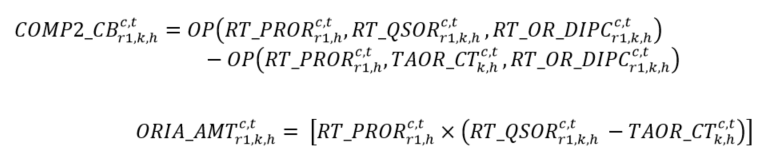 COMP2_CB^{c,t}_{r1,k,h} = OP(RT_PROR^{c,t}_{r1,h}, RT_QSOR^{c,t}_{r1,k,h}, RT_OR_DIPC^{c,t}_{r1,k,h})
− OP(RT_PROR^{c,t}_{r1,h}, TAOR_CT^{c,t}_{k,h}, RT_OR_DIPC^{c,t}_{r1,k,h})
ORIA_AMT^{c,t}_{r1,k,h} = [RT_PROR^{c,t}_{r1,h} × (RT_QSOR^{c,t}_{r1,k,h} − TAOR_CT^{c,t}_{k,h})]